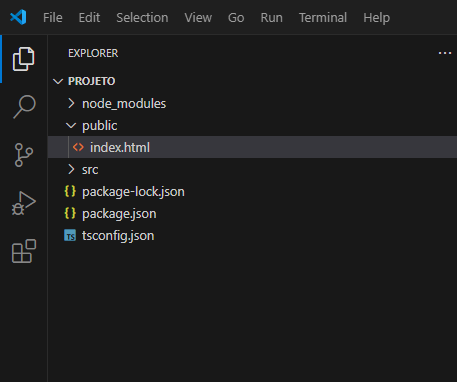 File Edit Selection View Go Run Terminal Help
EXPLORER
PROJETO
node_modules
public
index.html
src
package-lock.json
package.json
TS tsconfig.json